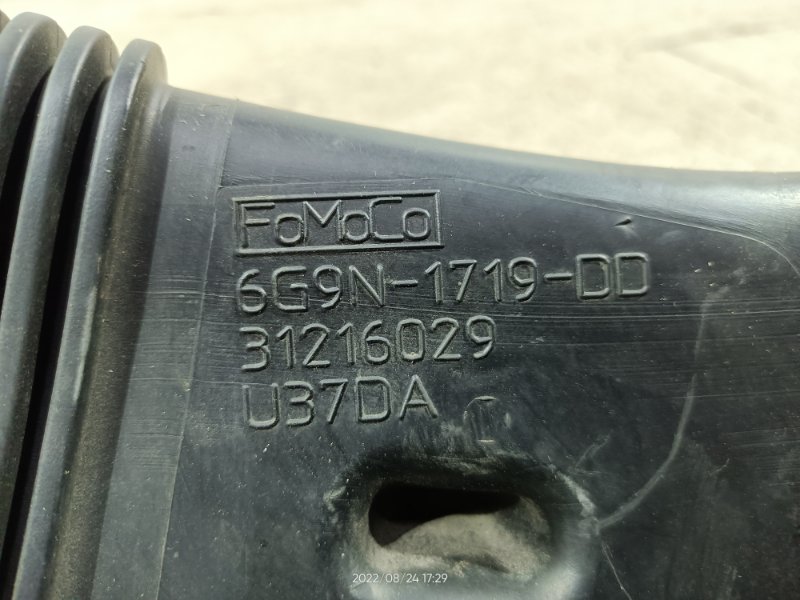 FoMoCo
6G9N-1719-DD
31216029
U37DA
2022/08/24 17:29